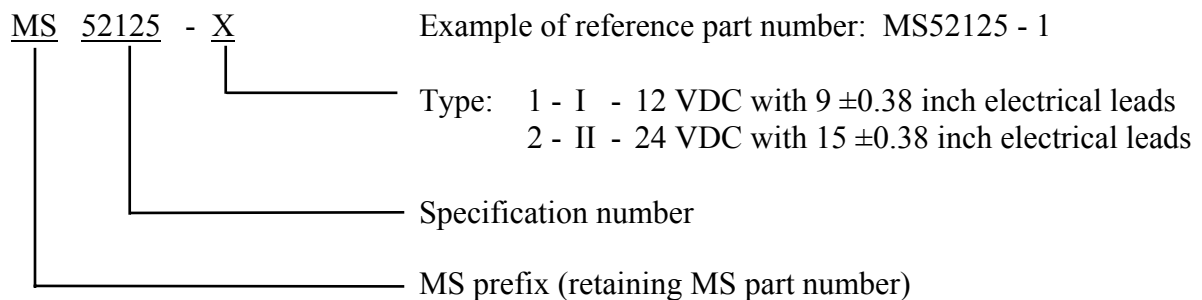 MS 52125 - X Example of reference part number: MS52125 - 1
Type: 1 - I - 12 VDC with 9 ±0.38 inch electrical leads
2 - II - 24 VDC with 15 ±0.38 inch electrical leads
Specification number
MS prefix (retaining MS part number)